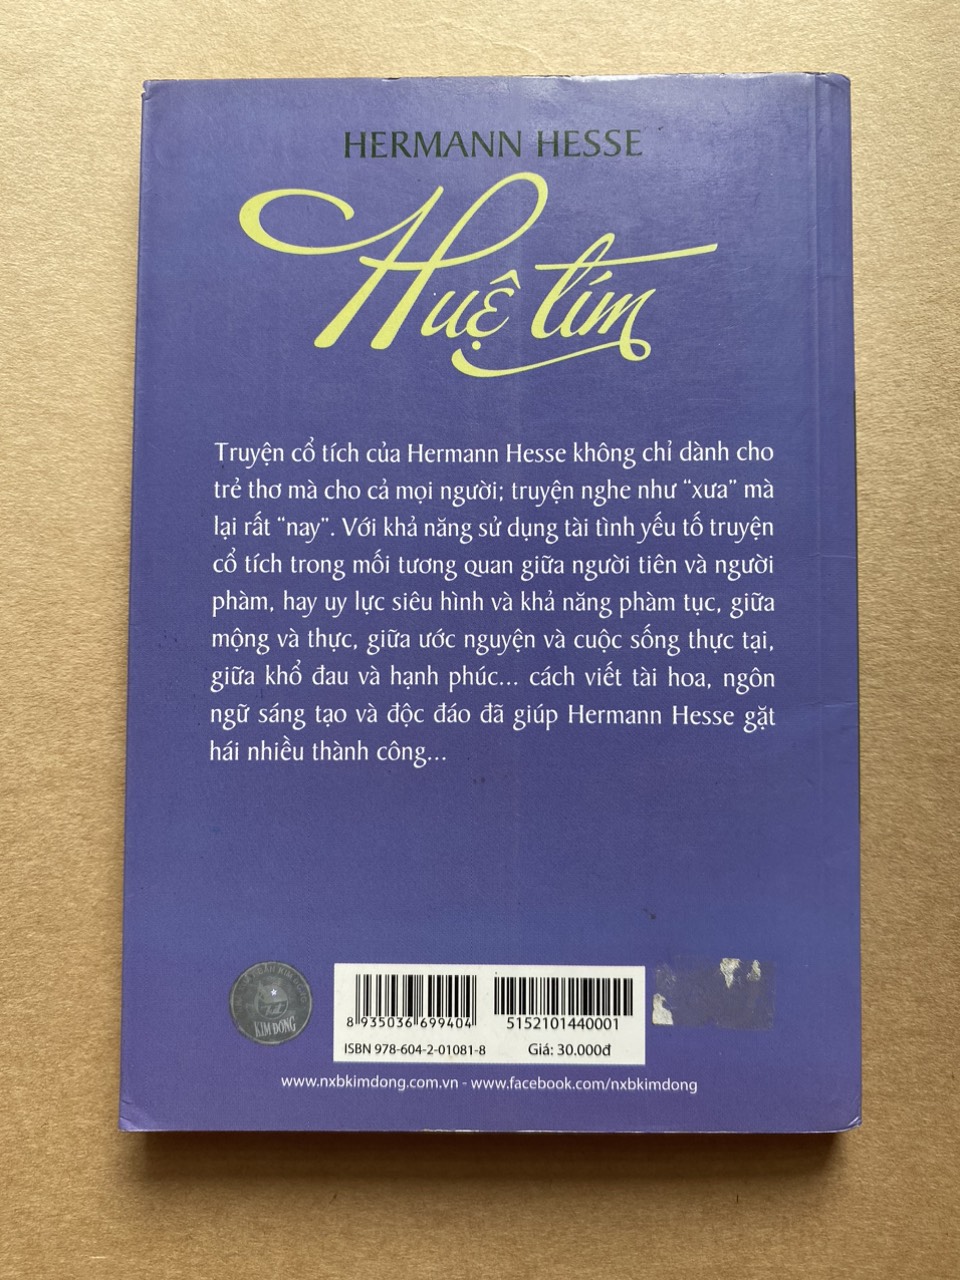 HERMANN HESSE
Huệ tím
Truyện cổ tích của Hermann Hesse không chỉ dành cho
trẻ thơ mà cho cả mọi người; truyện nghe như “xưa” mà
lại rất “nay”. Với khả năng sử dụng tài tình yếu tố truyện
cổ tích trong mối tương quan giữa người tiên và người
phàm, hay uy lực siêu hình và khả năng phàm tục, giữa
mộng và thực, giữa ước nguyện và cuộc sống thực tại,
giữa khổ đau và hạnh phúc... cách viết tài hoa, ngôn
ngữ sáng tạo và độc đáo đã giúp Hermann Hesse gặt
hái nhiều thành công...
KIM ĐỒNG
8 935036 699404
5152101440001
ISBN 978-604-2-01081-8
Giá: 30.000đ
www.nxbkimdong.com.vn - www.facebook.com/nxbkimdong